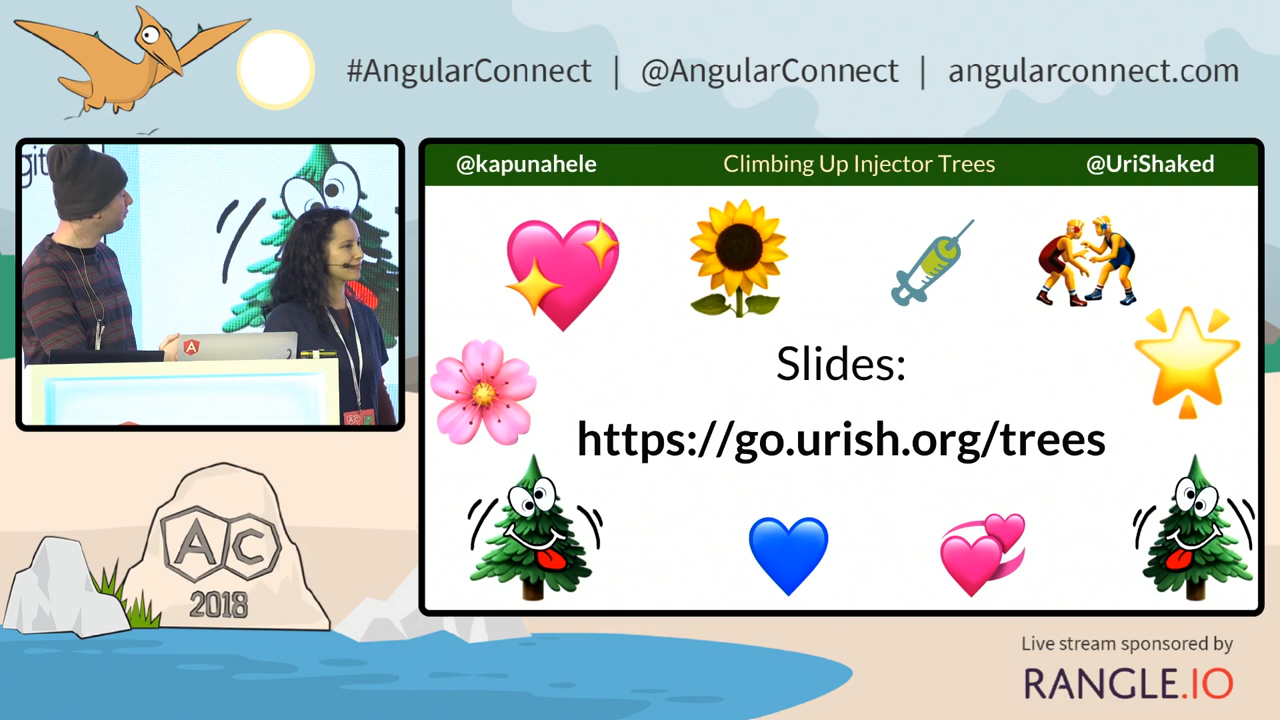 #AngularConnect | @AngularConnect | angularconnect.com
git
@kapunahele Climbing Up Injector Trees @UriShaked
Slides:
https://go.urish.org/trees
AC
2018
Live stream sponsored by
RANGLE.IO